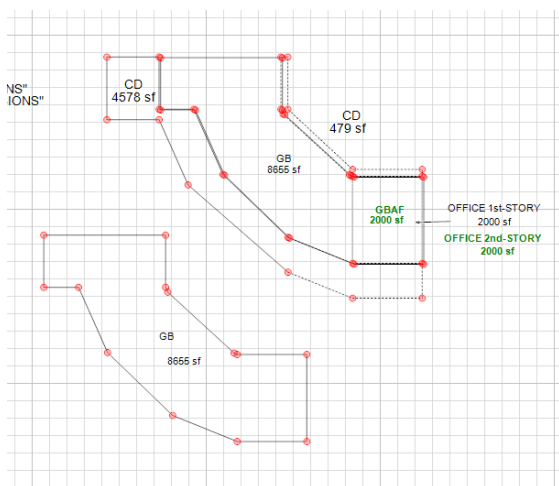 NS"
IONS"
CD
4578 sf
CD
479 sf
GB
8655 sf
GBAF
2000 sf
OFFICE 1st-STORY
2000 sf
OFFICE 2nd-STORY
2000 sf
GB
8655 sf